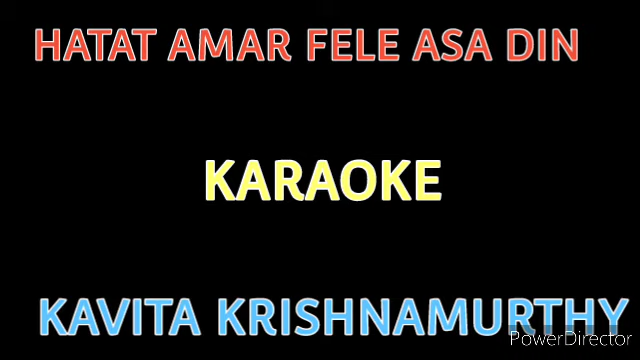 HATAT AMAR FELE ASA DIN
KARAOKE
KAVITA KRISHNAMURTHY
PowerDirector